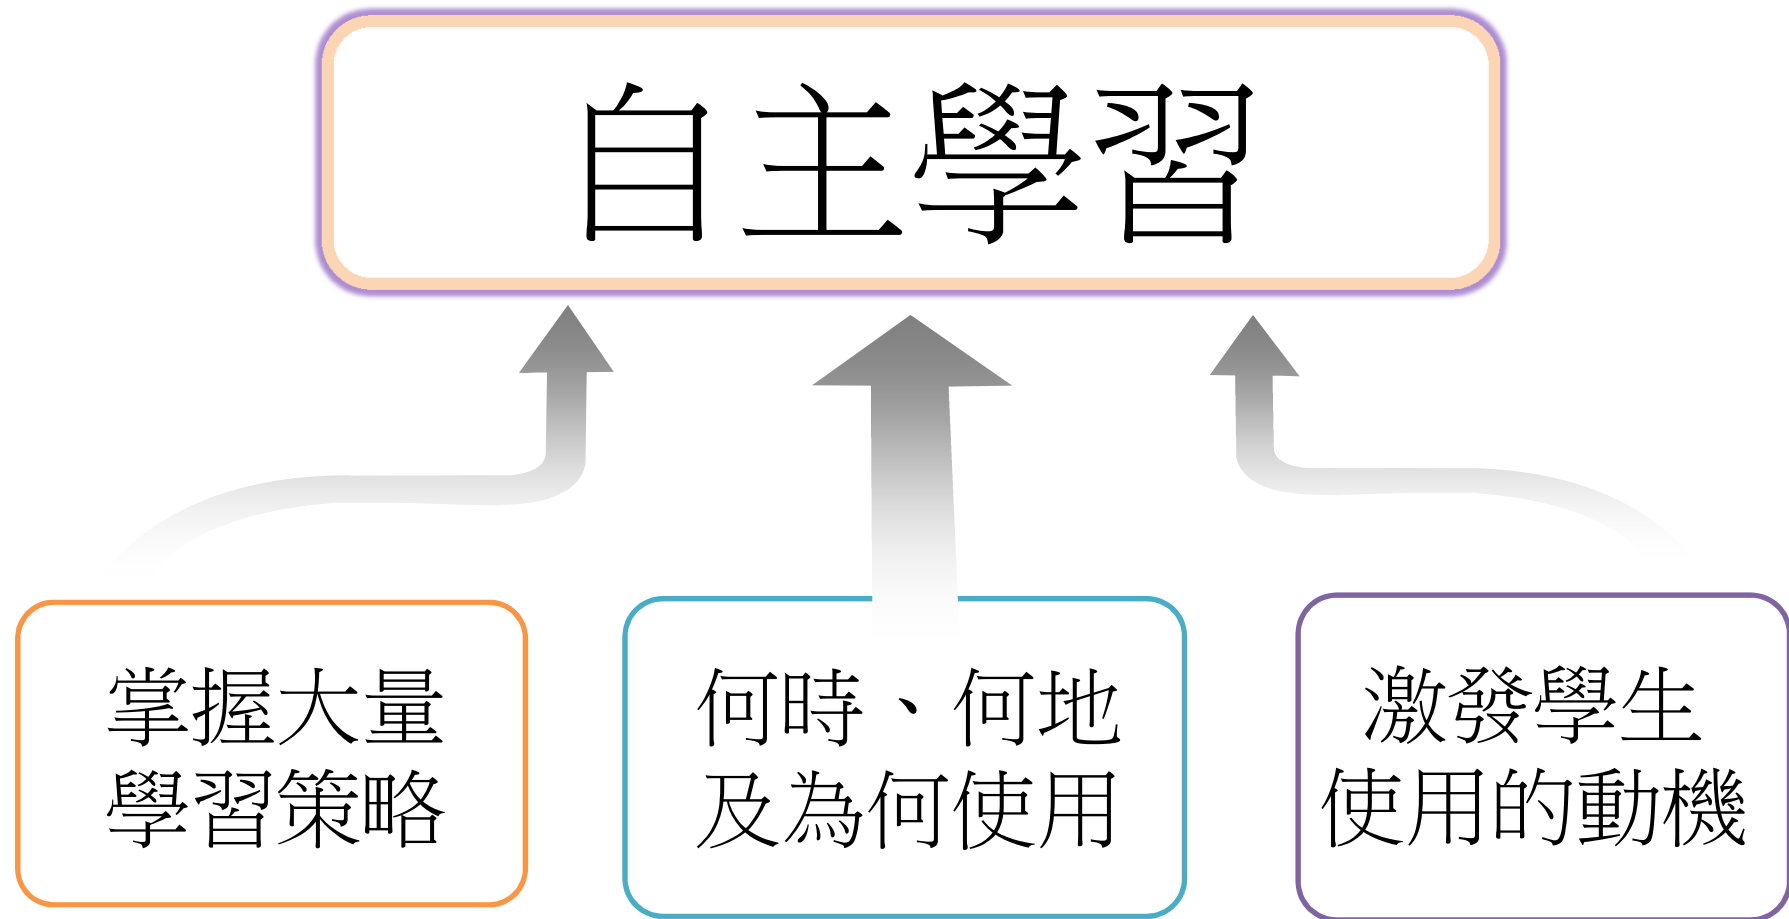 自主學習
掌握大量
學習策略
何時、何地
及為何使用
激發學生
使用的動機